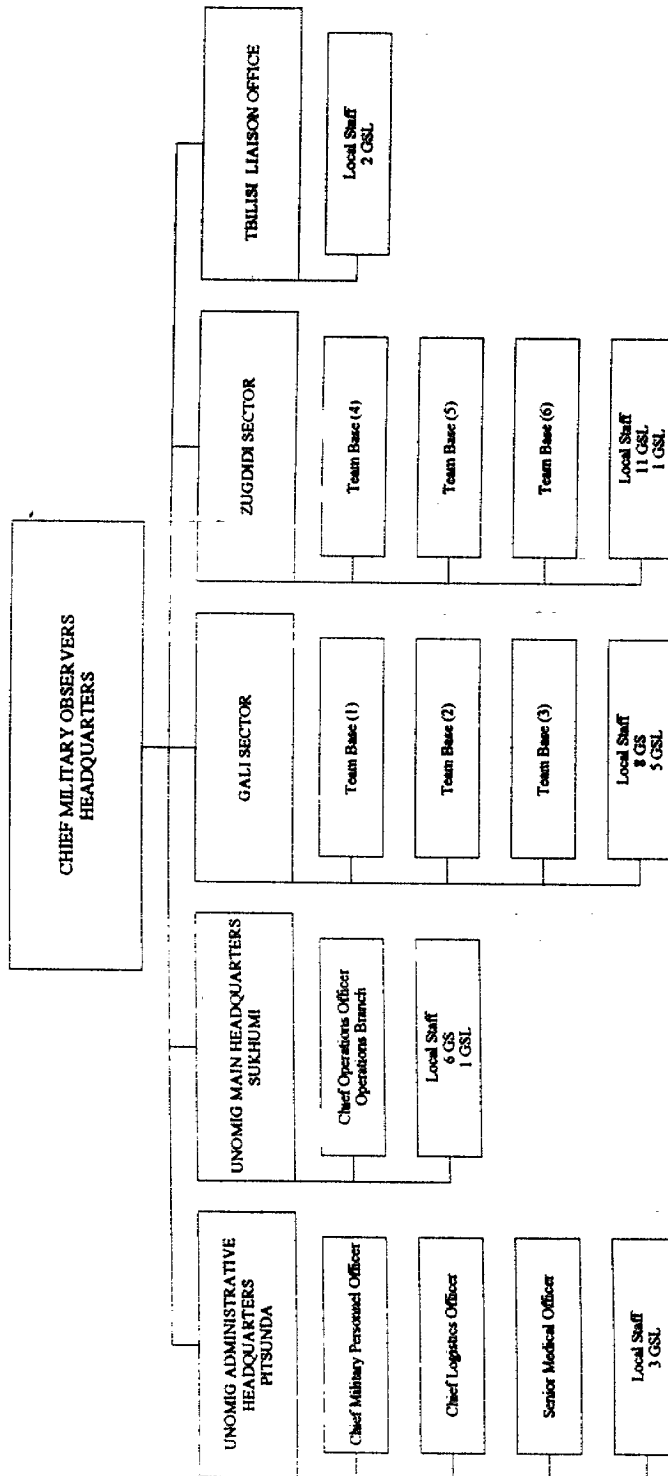 CHIEF MILITARY OBSERVERS
HEADQUARTERS
UNOMIG ADMINISTRATIVE
HEADQUARTERS
PITSUNDA
Chief Military Personnel Officer
Chief Logistics Officer
Senior Medical Officer
Local Staff
3 GSL
UNOMIG MAIN HEADQUARTERS
SUKHUMI
Chief Operations Officer
Operations Branch
Local Staff
6 GS
1 GSL
GALI SECTOR
Team Base (1)
Team Base (2)
Team Base (3)
Local Staff
8 GS
5 GSL
ZUGDIDI SECTOR
Team Base (4)
Team Base (5)
Team Base (6)
Local Staff
11 GSL
1 GSL
TBILISI LIAISON OFFICE
Local Staff
2 GSL